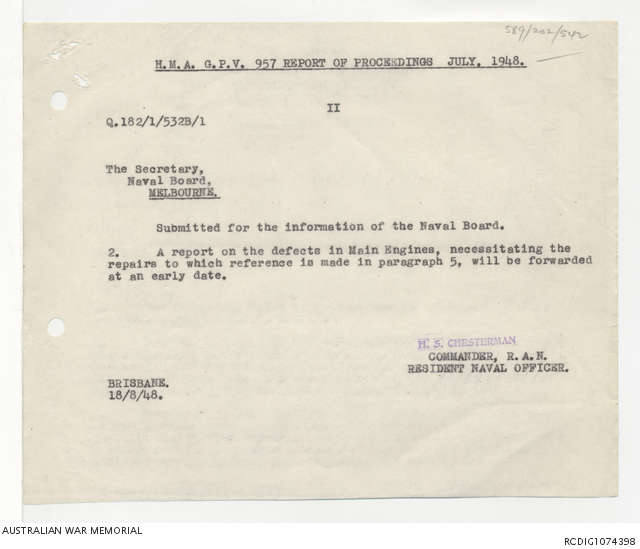 589/202/542
H.M.A. G.P.V. 957 REPORT OF PROCEEDINGS JULY, 1948.
II
Q.182/1/532B/1
The Secretary,
Naval Board,
MELBOURNE.
Submitted for the information of the Naval Board.
2. A report on the defects in Main Engines, necessitating the
repairs to which reference is made in paragraph 5, will be forwarded
at an early date.
H. S. CHESTERMAN
COMMANDER, R.A.N.
RESIDENT NAVAL OFFICER.
BRISBANE.
18/8/48.
AUSTRALIAN WAR MEMORIAL
RCDIG1074398